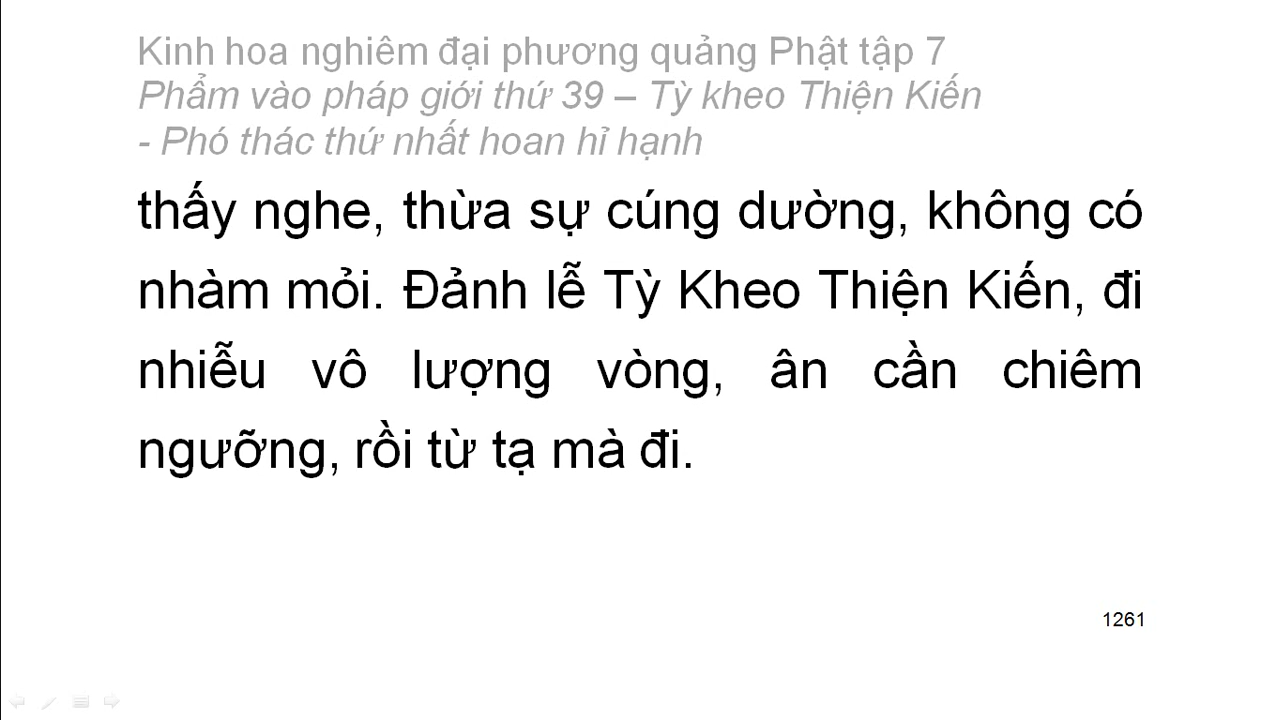 Kinh hoa nghiêm đại phương quảng Phật tập 7
Phẩm vào pháp giới thứ 39 – Tỳ kheo Thiện Kiến
- Phó thác thứ nhất hoan hỉ hạnh
thấy nghe, thừa sự cúng dường, không có
nhàm mỏi. Đảnh lễ Tỳ Kheo Thiện Kiến, đi
nhiễu vô lượng vòng, ân cần chiêm
ngưỡng, rồi từ tạ mà đi.
1261